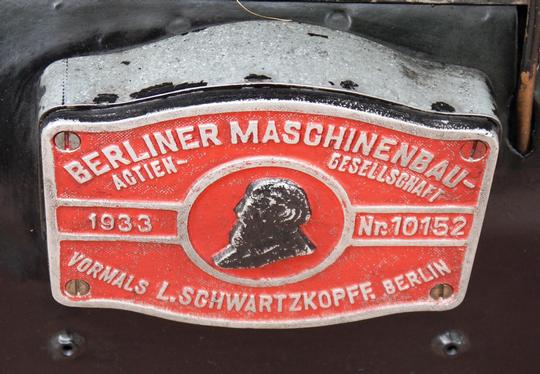 BERLINER MASCHINENBAU-
ACTIEN- GESELLSCHAFT
1933 Nr.10152
VORMALS L.SCHWARTZKOPFF. BERLIN